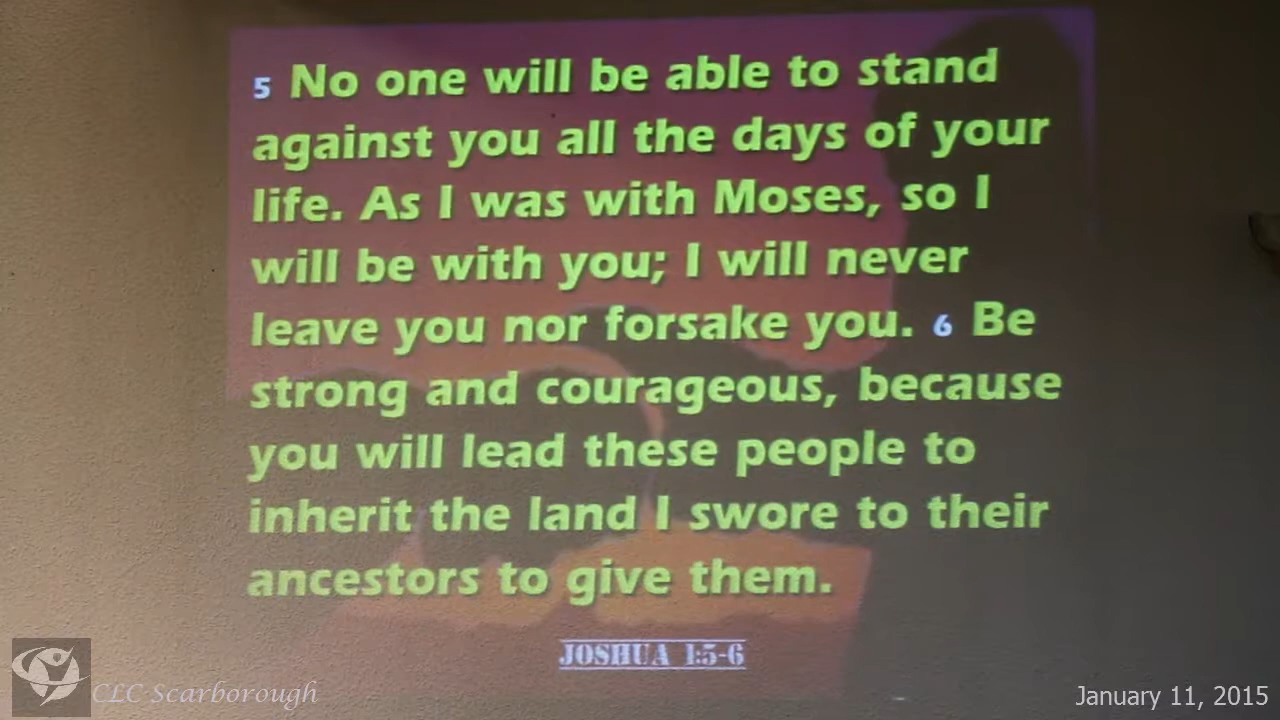 5 No one will be able to stand
against you all the days of your
life. As I was with Moses, so I
will be with you; I will never
leave you nor forsake you. 6 Be
strong and courageous, because
you will lead these people to
inherit the land I swore to their
ancestors to give them.
JOSHUA 1:5-6
CLC Scarborough
January 11, 2015